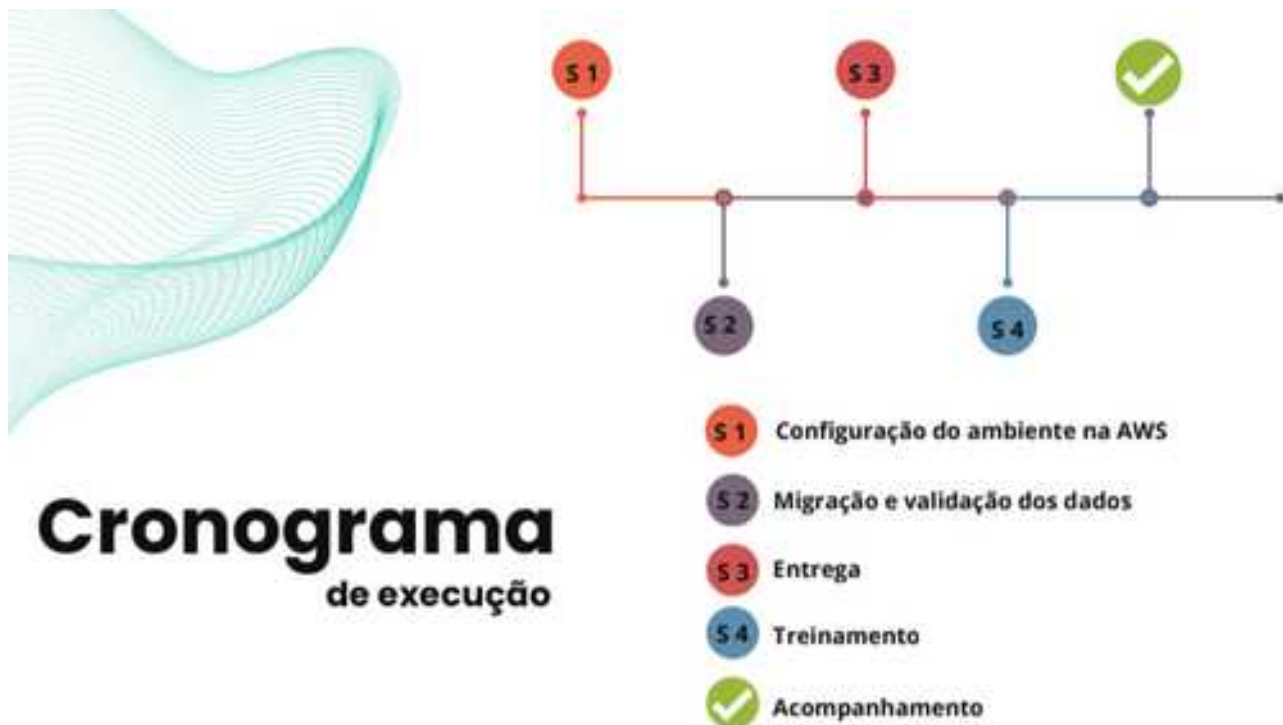 S 1
S 3
S 2
S 4
S 1 Configuração do ambiente na AWS
S 2 Migração e validação dos dados
S 3 Entrega
S 4 Treinamento
Acompanhamento
Cronograma
de execução